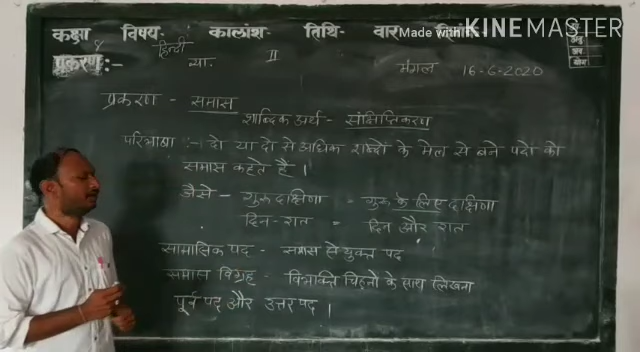 Made with KINEMASTER
कक्षा विषय- कालांश- तिथि- वार दिनांक
8 हिन्दी व्या. II मंगल 16-6-2020
प्रकरण :-
प्रकरण - समास
शाब्दिक अर्थ - संक्षिप्तिकरण
परिभाषा :- दो या दो से अधिक शब्दों के मेल से बने पदों को
समास कहते है।
जैसे - गुरुदक्षिणा = गुरु के लिए दक्षिणा
दिन-रात = दिन और रात
सामासिक पद - समास से युक्त पद
समास विग्रह - विभक्ति चिह्नो के साथ लिखना
पूर्व पद और उत्तर पद।